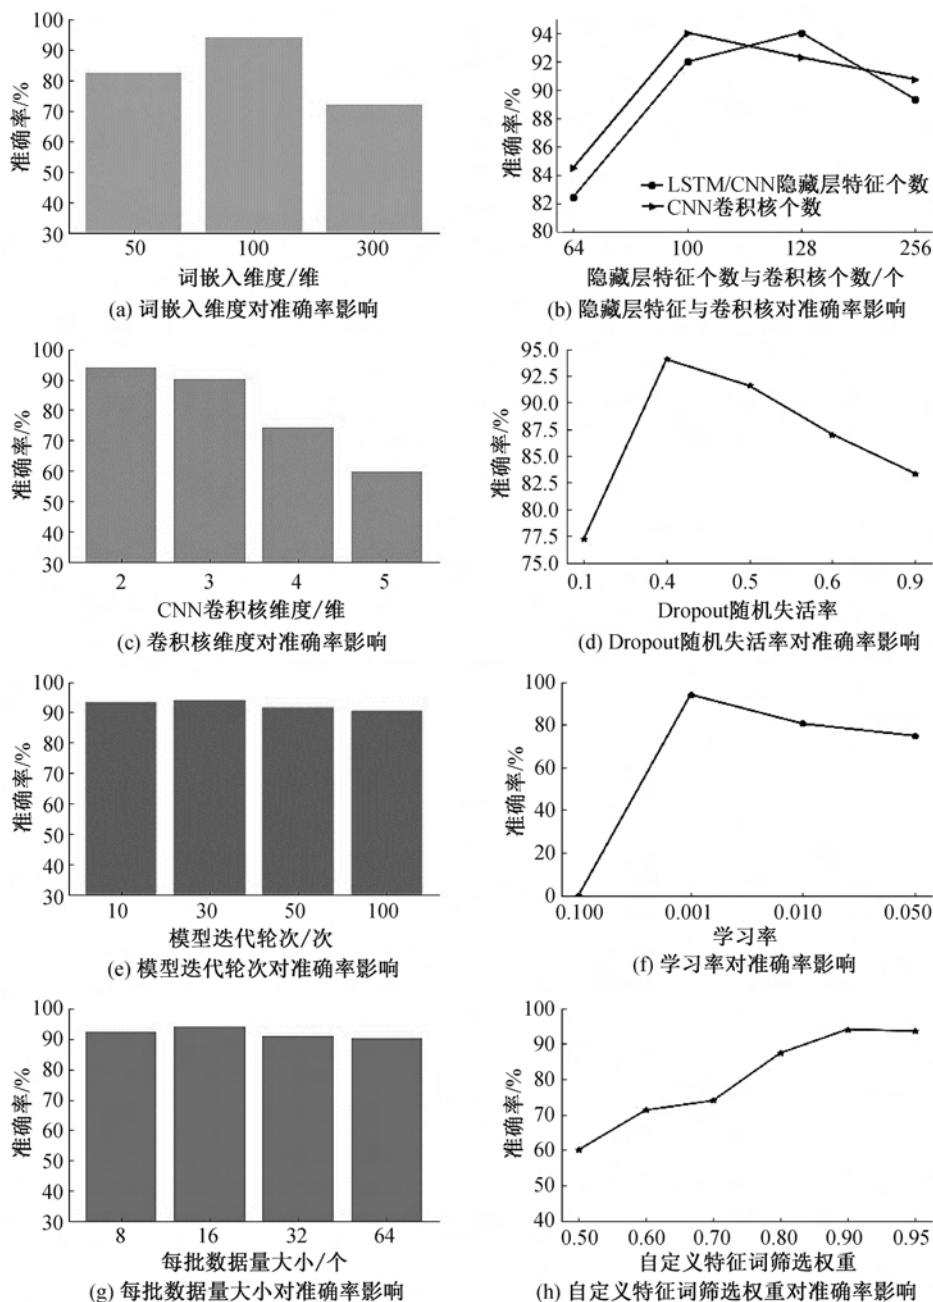 100
90
80
70
60
50
40
30
准确率/%
50 100 300
词嵌入维度/维
(a) 词嵌入维度对准确率影响
94
92
90
88
86
84
82
80
准确率/%
LSTM/CNN隐藏层特征个数
CNN卷积核个数
64 100 128 256
隐藏层特征个数与卷积核个数/个
(b) 隐藏层特征与卷积核对准确率影响
100
90
80
70
60
50
40
30
准确率/%
2 3 4 5
CNN卷积核维度/维
(c) 卷积核维度对准确率影响
95.0
92.5
90.0
87.5
85.0
82.5
80.0
77.5
75.0
准确率/%
0.1 0.4 0.5 0.6 0.9
Dropout随机失活率
(d) Dropout随机失活率对准确率影响
100
90
80
70
60
50
40
30
准确率/%
10 30 50 100
模型迭代轮次/次
(e) 模型迭代轮次对准确率影响
100
80
60
40
20
0
准确率/%
0.100 0.001 0.010 0.050
学习率
(f) 学习率对准确率影响
100
90
80
70
60
50
40
30
准确率/%
8 16 32 64
每批数据量大小/个
(g) 每批数据量大小对准确率影响
100
90
80
70
60
50
40
准确率/%
0.50 0.60 0.70 0.80 0.90 0.95
自定义特征词筛选权重
(h) 自定义特征词筛选权重对准确率影响